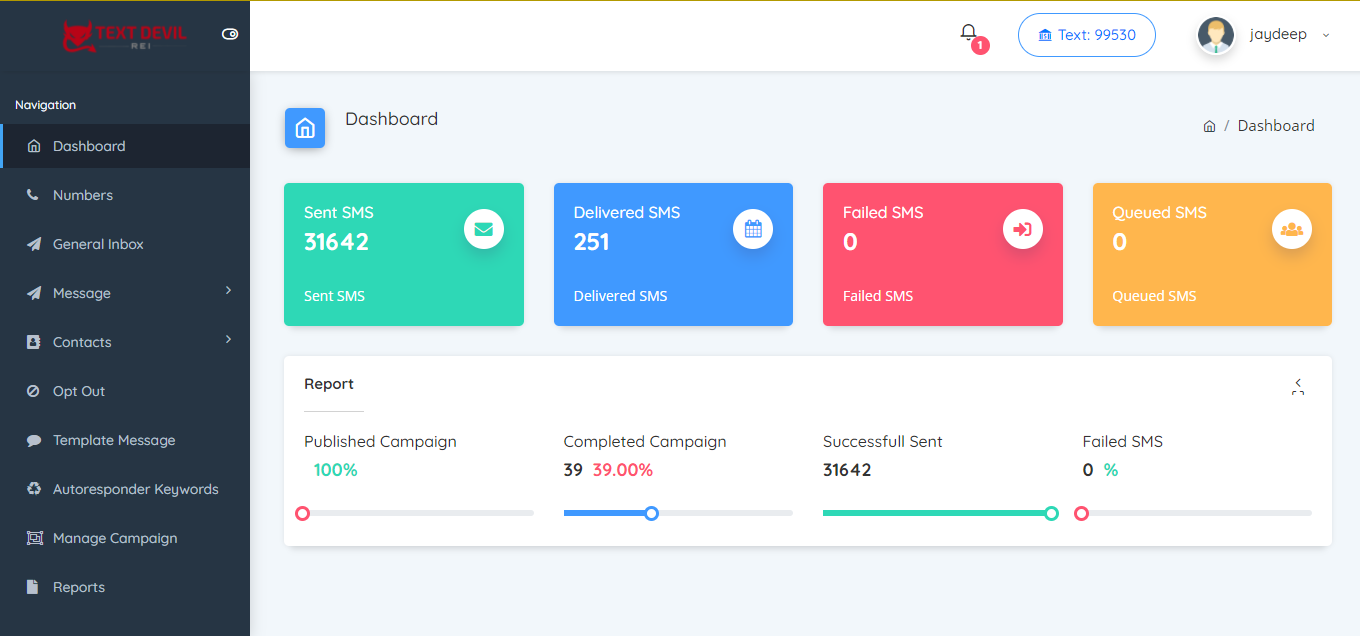 TEXT DEVIL
REI
1
Text: 99530
jaydeep
Navigation
Dashboard
Numbers
General Inbox
Message
Contacts
Opt Out
Template Message
Autoresponder Keywords
Manage Campaign
Reports
Dashboard
/ Dashboard
Sent SMS
31642
Sent SMS
Delivered SMS
251
Delivered SMS
Failed SMS
0
Failed SMS
Queued SMS
0
Queued SMS
Report
Published Campaign
100%
Completed Campaign
39 39.00%
Successfull Sent
31642
Failed SMS
0 %